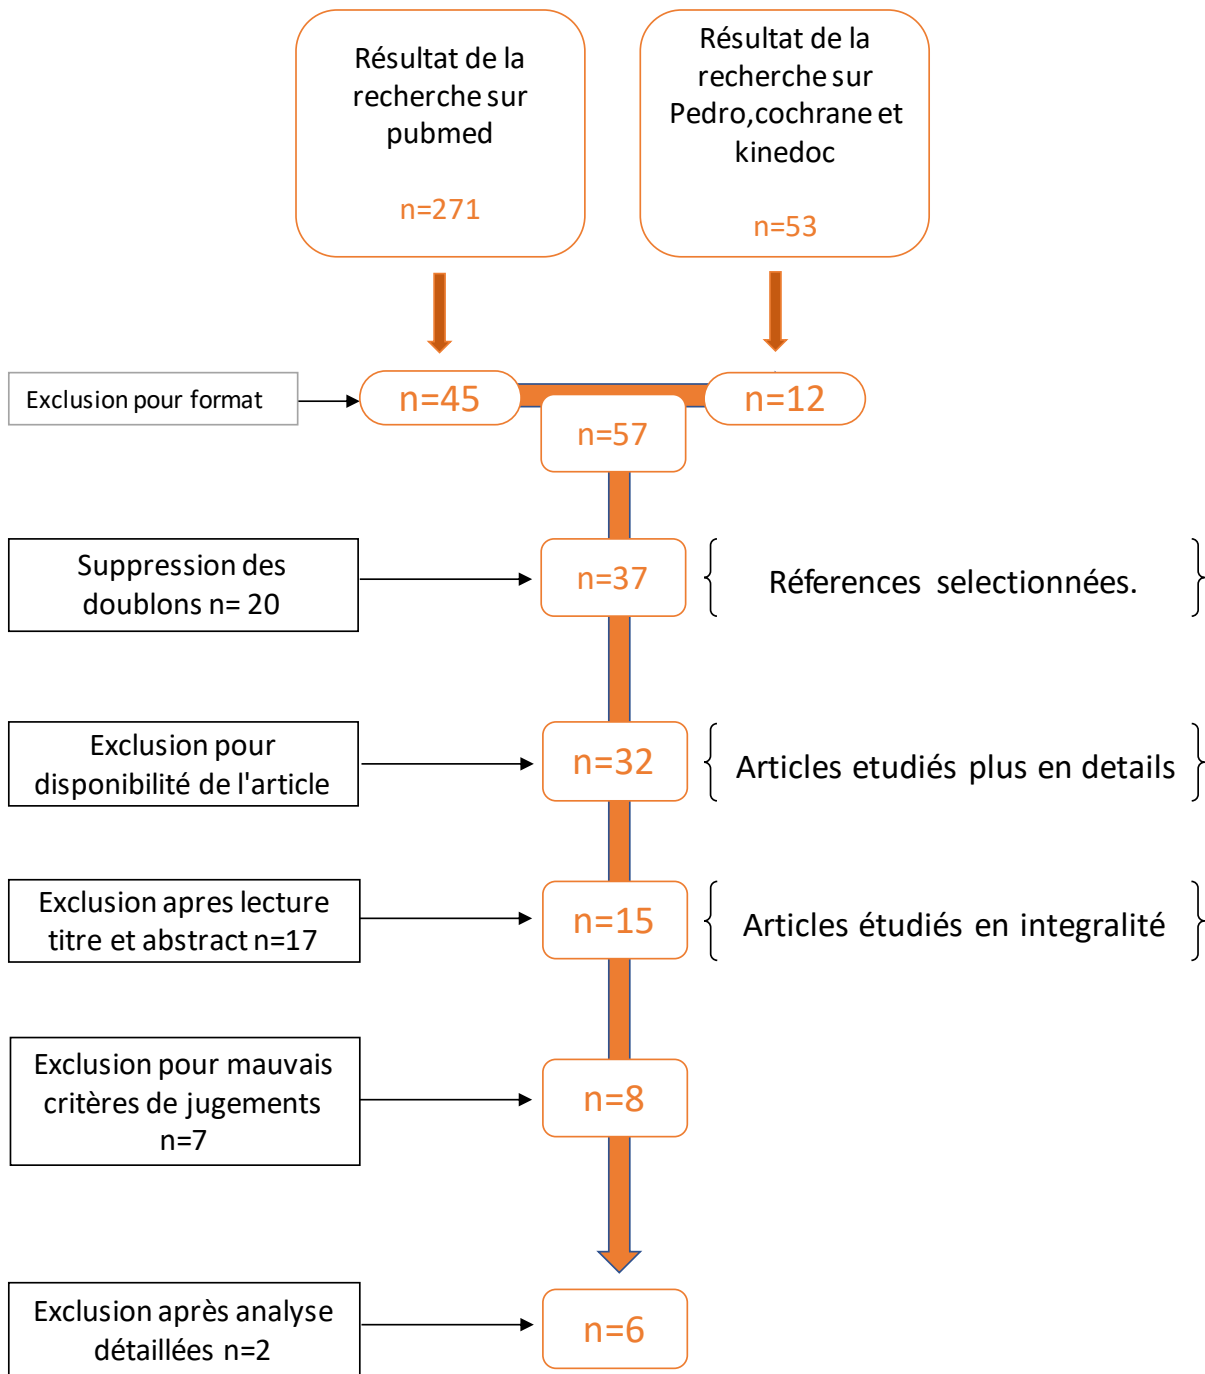 Résultat de la
recherche sur
pubmed
n=271
Résultat de la
recherche sur
Pedro,cochrane et
kinedoc
n=53
Exclusion pour format
n=45
n=12
n=57
Suppression des
doublons n= 20
n=37
Réferences selectionnées.
Exclusion pour
disponibilité de l'article
n=32
Articles etudiés plus en details
Exclusion apres lecture
titre et abstract n=17
n=15
Articles étudiés en integralité
Exclusion pour mauvais
critères de jugements
n=7
n=8
Exclusion après analyse
détaillées n=2
n=6